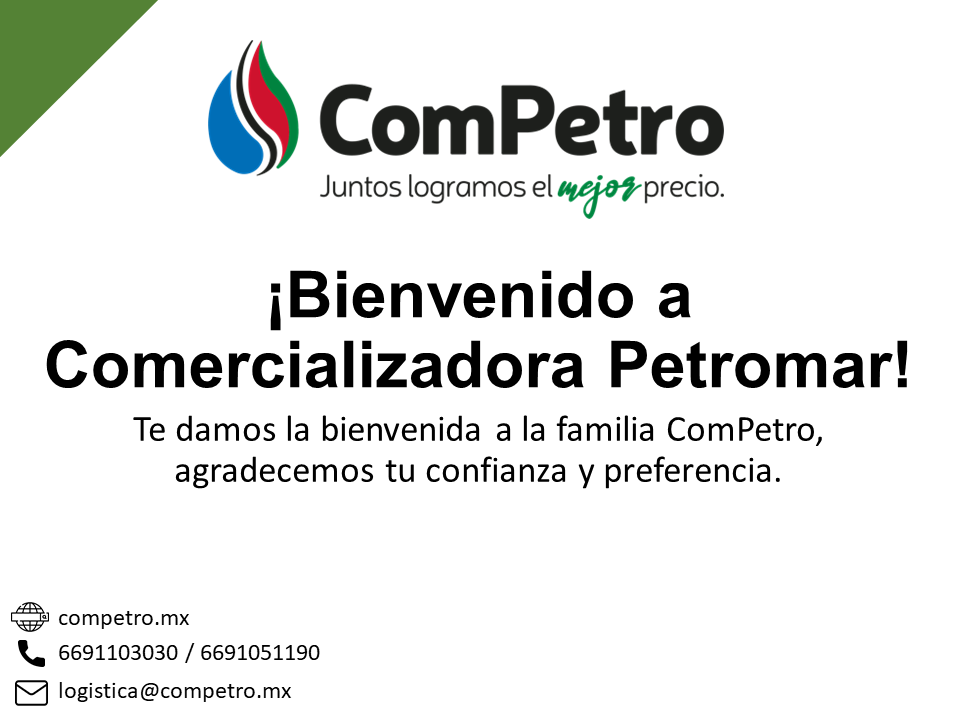 ComPetro
Juntos logramos el mejor precio.
¡Bienvenido a
Comercializadora Petromar!
Te damos la bienvenida a la familia ComPetro,
agradecemos tu confianza y preferencia.
competro.mx
6691103030 / 6691051190
logistica@competro.mx